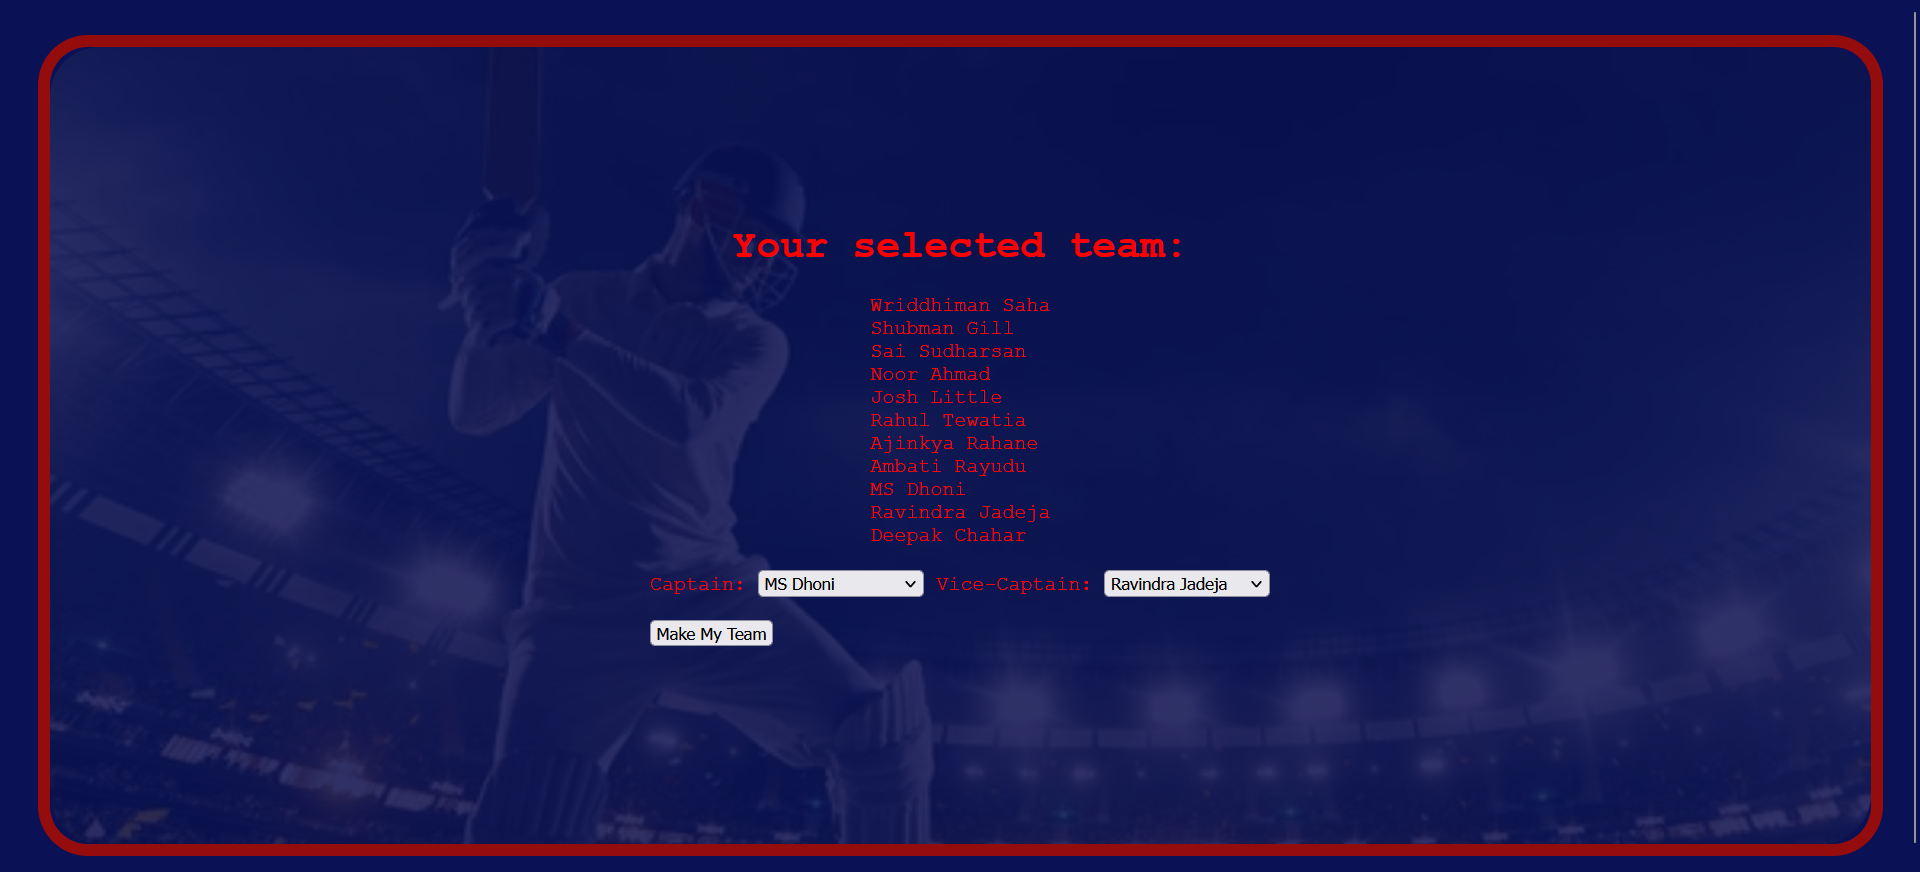 Your selected team:
Wriddhiman Saha
Shubman Gill
Sai Sudharsan
Noor Ahmad
Josh Little
Rahul Tewatia
Ajinkya Rahane
Ambati Rayudu
MS Dhoni
Ravindra Jadeja
Deepak Chahar
Captain: MS Dhoni Vice-Captain: Ravindra Jadeja
Make My Team